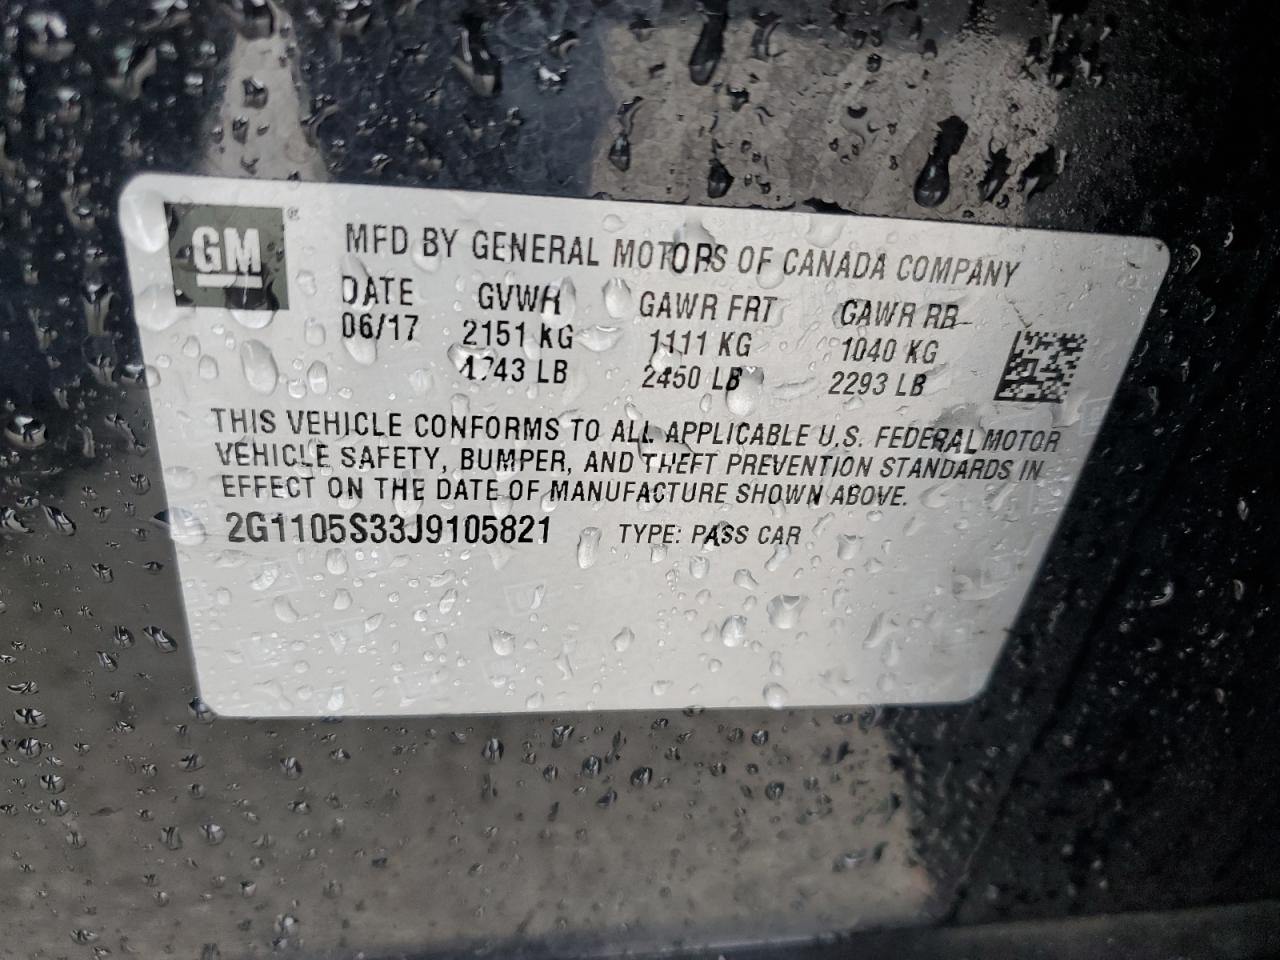 GM ®
MFD BY GENERAL MOTORS OF CANADA COMPANY
DATE GVWR GAWR FRT GAWR RR
06/17 2151 KG 1111 KG 1040 KG
4743 LB 2450 LB 2293 LB
THIS VEHICLE CONFORMS TO ALL APPLICABLE U.S. FEDERAL MOTOR
VEHICLE SAFETY, BUMPER, AND THEFT PREVENTION STANDARDS IN
EFFECT ON THE DATE OF MANUFACTURE SHOWN ABOVE.
2G1105S33J9105821 TYPE: PASS CAR